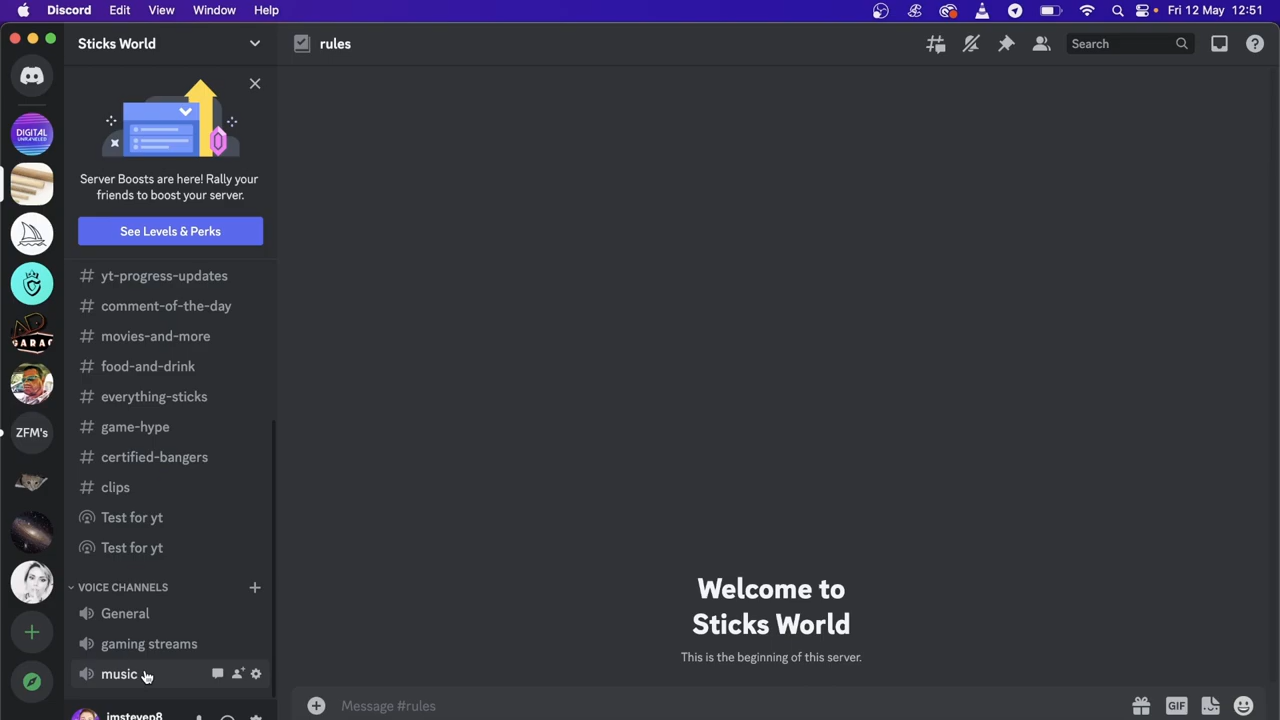 Discord Edit View Window Help Fri 12 May 12:51
Sticks World
rules
Search
DIGITAL
UNRAVELED
Server Boosts are here! Rally your
friends to boost your server.
See Levels & Perks
yt-progress-updates
comment-of-the-day
movies-and-more
food-and-drink
everything-sticks
game-hype
certified-bangers
clips
Test for yt
Test for yt
AD
GARAG
ZFM's
VOICE CHANNELS
General
gaming streams
music
imsteven8
Welcome to
Sticks World
This is the beginning of this server.
Message #rules
GIF